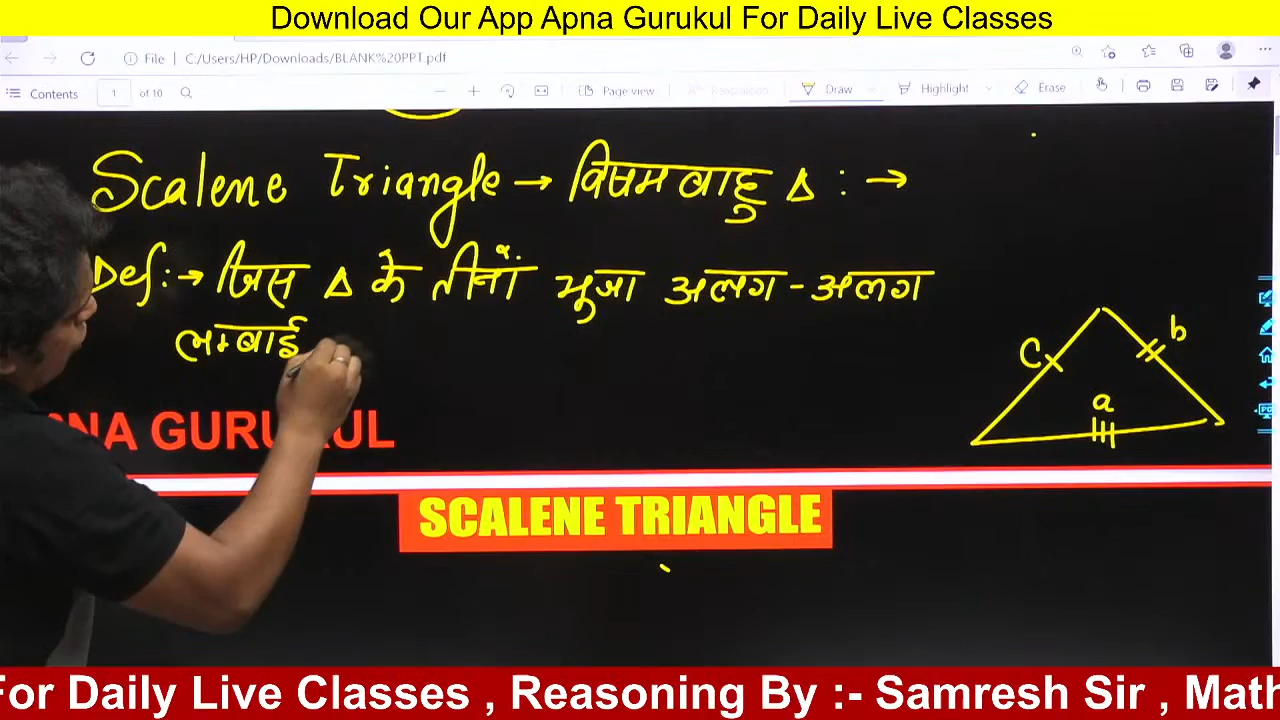 Download Our App Apna Gurukul For Daily Live Classes
File C:/Users/HP/Downloads/BLANK%20PPT.pdf
Contents 1 of 10 Page view Draw Highlight Erase
Scalene Triangle → विषमबाहु Δ : →
Def: → जिस Δ के तीनों भुजा अलग - अलग
लम्बाई
c
b
a
NA GURUKUL
SCALENE TRIANGLE
For Daily Live Classes , Reasoning By :- Samresh Sir , Math